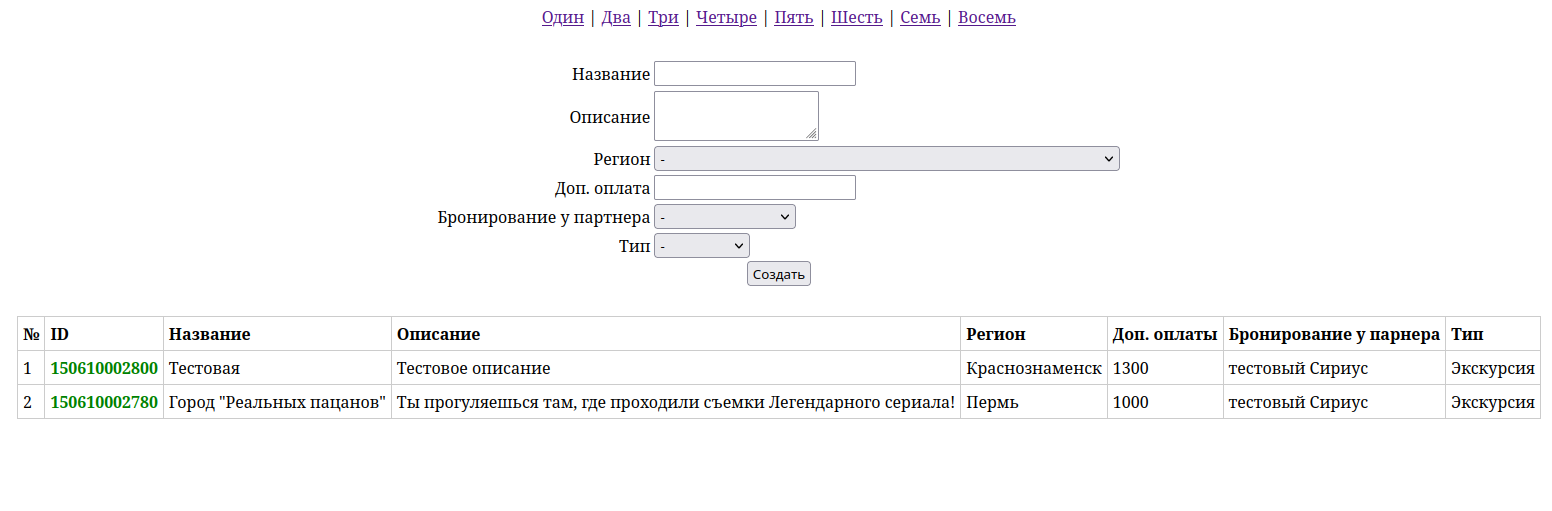 Один | Два | Три | Четыре | Пять | Шесть | Семь | Восемь
Название
Описание
Регион -
Доп. оплата
Бронирование у партнера -
Тип -
Создать
№ ID Название Описание Регион Доп. оплаты Бронирование у парнера Тип
1 150610002800 Тестовая Тестовое описание Краснознаменск 1300 тестовый Сириус Экскурсия
2 150610002780 Город "Реальных пацанов" Ты прогуляешься там, где проходили съемки Легендарного сериала! Пермь 1000 тестовый Сириус Экскурсия